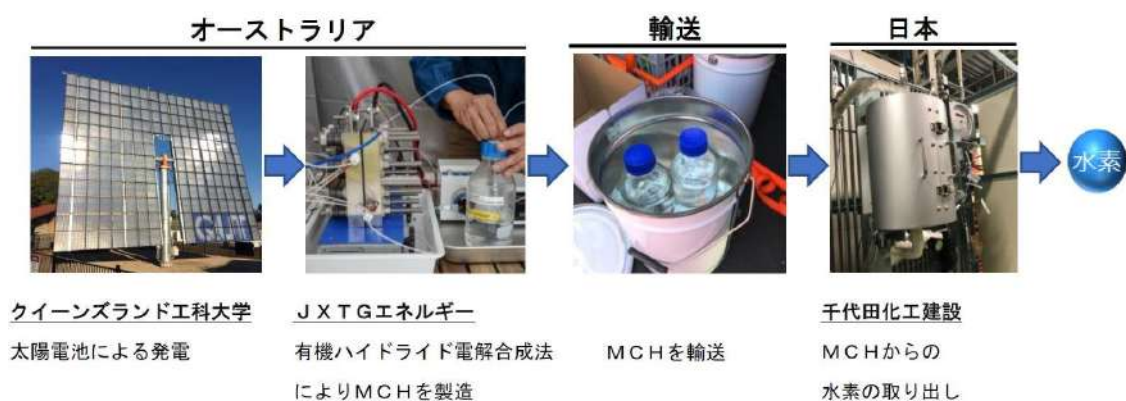 オーストラリア
輸送
日本
水素
クイーンズランド工科大学
太陽電池による発電
ＪＸＴＧエネルギー
有機ハイドライド電解合成法
によりＭＣＨを製造
ＭＣＨを輸送
千代田化工建設
ＭＣＨからの
水素の取り出し